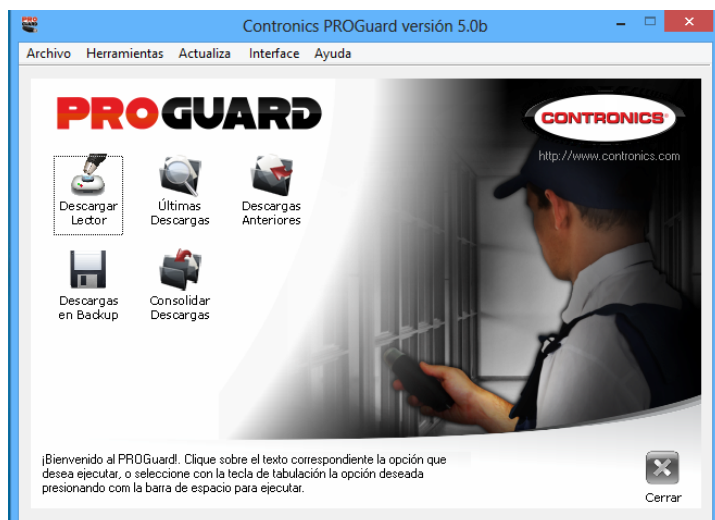 PRO
GUARD
Contronics PROGuard versión 5.0b
Archivo Herramientas Actualiza Interface Ayuda
PROGUARD
CONTRONICS®
http://www.contronics.com
Descargar
Lector
Últimas
Descargas
Descargas
Anteriores
Descargas
en Backup
Consolidar
Descargas
¡Bienvenido al PROGuard!. Clique sobre el texto correspondiente la opción que
desea ejecutar, o seleccione con la tecla de tabulación la opción deseada
presionando com la barra de espacio para ejecutar.
Cerrar